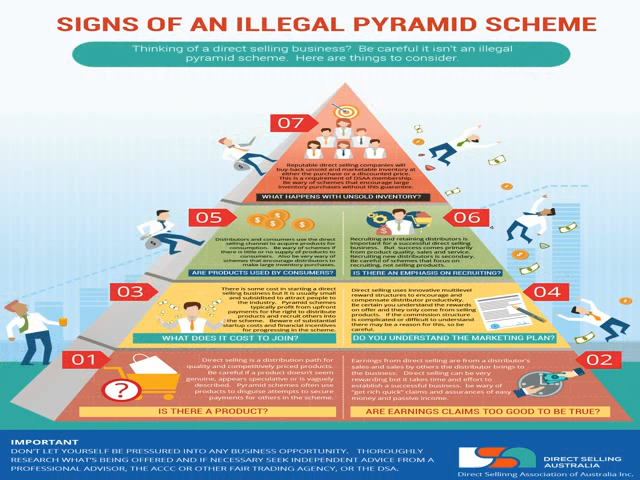 SIGNS OF AN ILLEGAL PYRAMID SCHEME
Thinking of a direct selling business? Be careful it isn't an illegal
pyramid scheme. Here are things to consider.
07
Reputable direct selling companies will
buy back unsold and marketable inventory at
either the purchase or a discounted price.
This is a requirement of DSAA membership.
Be wary of schemes that encourage large
inventory purchases without this guarantee.
WHAT HAPPENS WITH UNSOLD INVENTORY?
05
Distributors and consumers use the direct
selling channel to acquire products for
consumption. Be wary of schemes if
there is little or no supply of products to
consumers. Also be very wary of
schemes that encourage distributors to
make large inventory purchases.
ARE PRODUCTS USED BY CONSUMERS?
06
Recruiting and retaining distributors is
important for a successful direct selling
business. But success comes primarily
from product quality, sales and service.
Recruiting new distributors is secondary.
Be careful of schemes that focus on
recruiting, not selling products.
IS THERE AN EMPHASIS ON RECRUITING?
03
There is some cost in starting a direct
selling business but it is usually small
and subsidised to attract people to
the industry. Pyramid schemes
typically profit from upfront
payments for the right to distribute
products and recruit others into
the scheme. Beware of substantial
startup costs and financial incentives
for progressing in the scheme.
WHAT DOES IT COST TO JOIN?
04
Direct selling uses innovative multilevel
reward structures to encourage and
compensate distributor productivity.
Be certain you understand the rewards
on offer and they only come from selling
products. If the commission structure
is complicated or difficult to understand
there may be a reason for this, so be
careful.
DO YOU UNDERSTAND THE MARKETING PLAN?
01
Direct selling is a distribution path for
quality and competitively priced products.
Be careful if a product doesn't seem
genuine, appears speculative or is vaguely
described. Pyramid schemes often use
products to disguise attempts to secure
payments for others in the scheme.
?
IS THERE A PRODUCT?
02
Earnings from direct selling are from a distributor's
sales and sales by others the distributor brings to
the business. Direct selling can be very
rewarding but it takes time and effort to
establish a successful business. be wary of
"get rich quick" claims and assurances of easy
money and passive income.
ARE EARNINGS CLAIMS TOO GOOD TO BE TRUE?
IMPORTANT
DON'T LET YOURSELF BE PRESSURED INTO ANY BUSINESS OPPORTUNITY. THOROUGHLY
RESEARCH WHAT'S BEING OFFERED AND IF NECESSARY SEEK INDEPENDENT ADVICE FROM A
PROFESSIONAL ADVISOR, THE ACCC OR OTHER FAIR TRADING AGENCY, OR THE DSA.
DIRECT SELLING
AUSTRALIA
Direct Sellinng Association of Australia Inc.